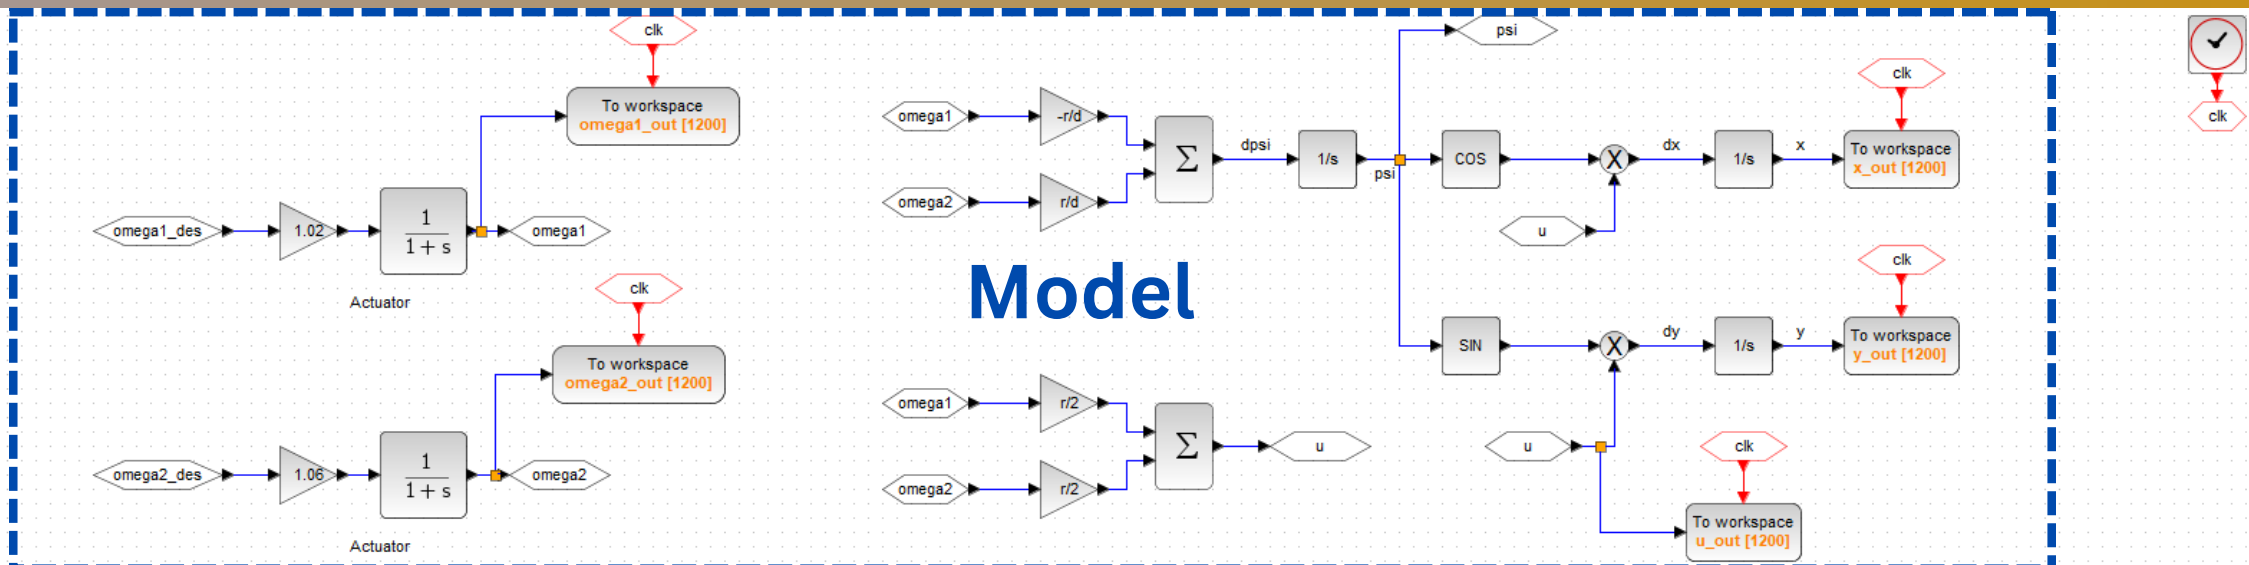 clk
To workspace
omega1_out [1200]
omega1_des
1.02
1
1 + s
omega1
Actuator
clk
To workspace
omega2_out [1200]
omega2_des
1.06
1
1 + s
omega2
Actuator
omega1
-r/d
omega2
r/d
Σ
dpsi
1/s
psi
psi
COS
X
dx
1/s
x
clk
To workspace
x_out [1200]
u
Model
SIN
X
dy
1/s
y
clk
To workspace
y_out [1200]
omega1
r/2
omega2
r/2
Σ
u
u
clk
To workspace
u_out [1200]
clk